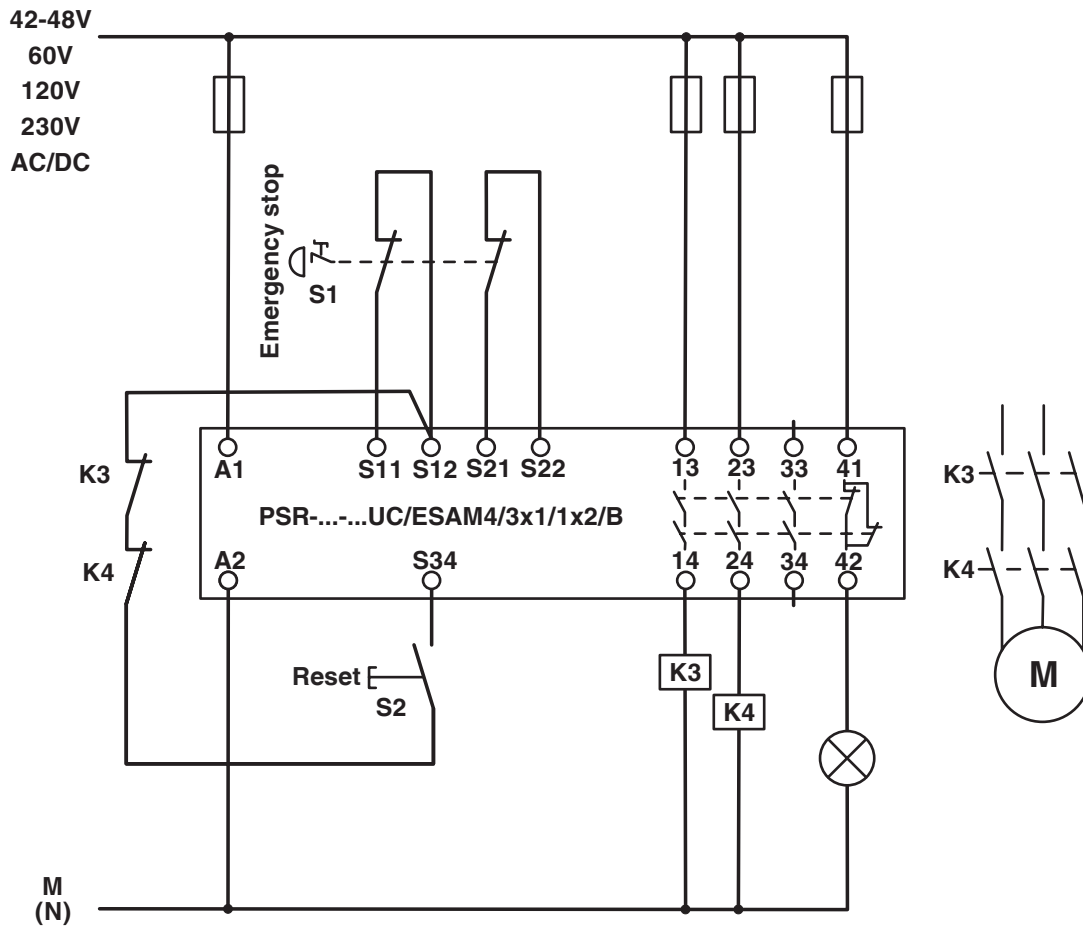 42-48V
60V
120V
230V
AC/DC
Emergency stop
S1
K3
A1
S11
S12
S21
S22
13
23
33
41
K3
PSR-...-...UC/ESAM4/3x1/1x2/B
K4
A2
S34
14
24
34
42
K4
Reset
S2
K3
K4
M
M
(N)